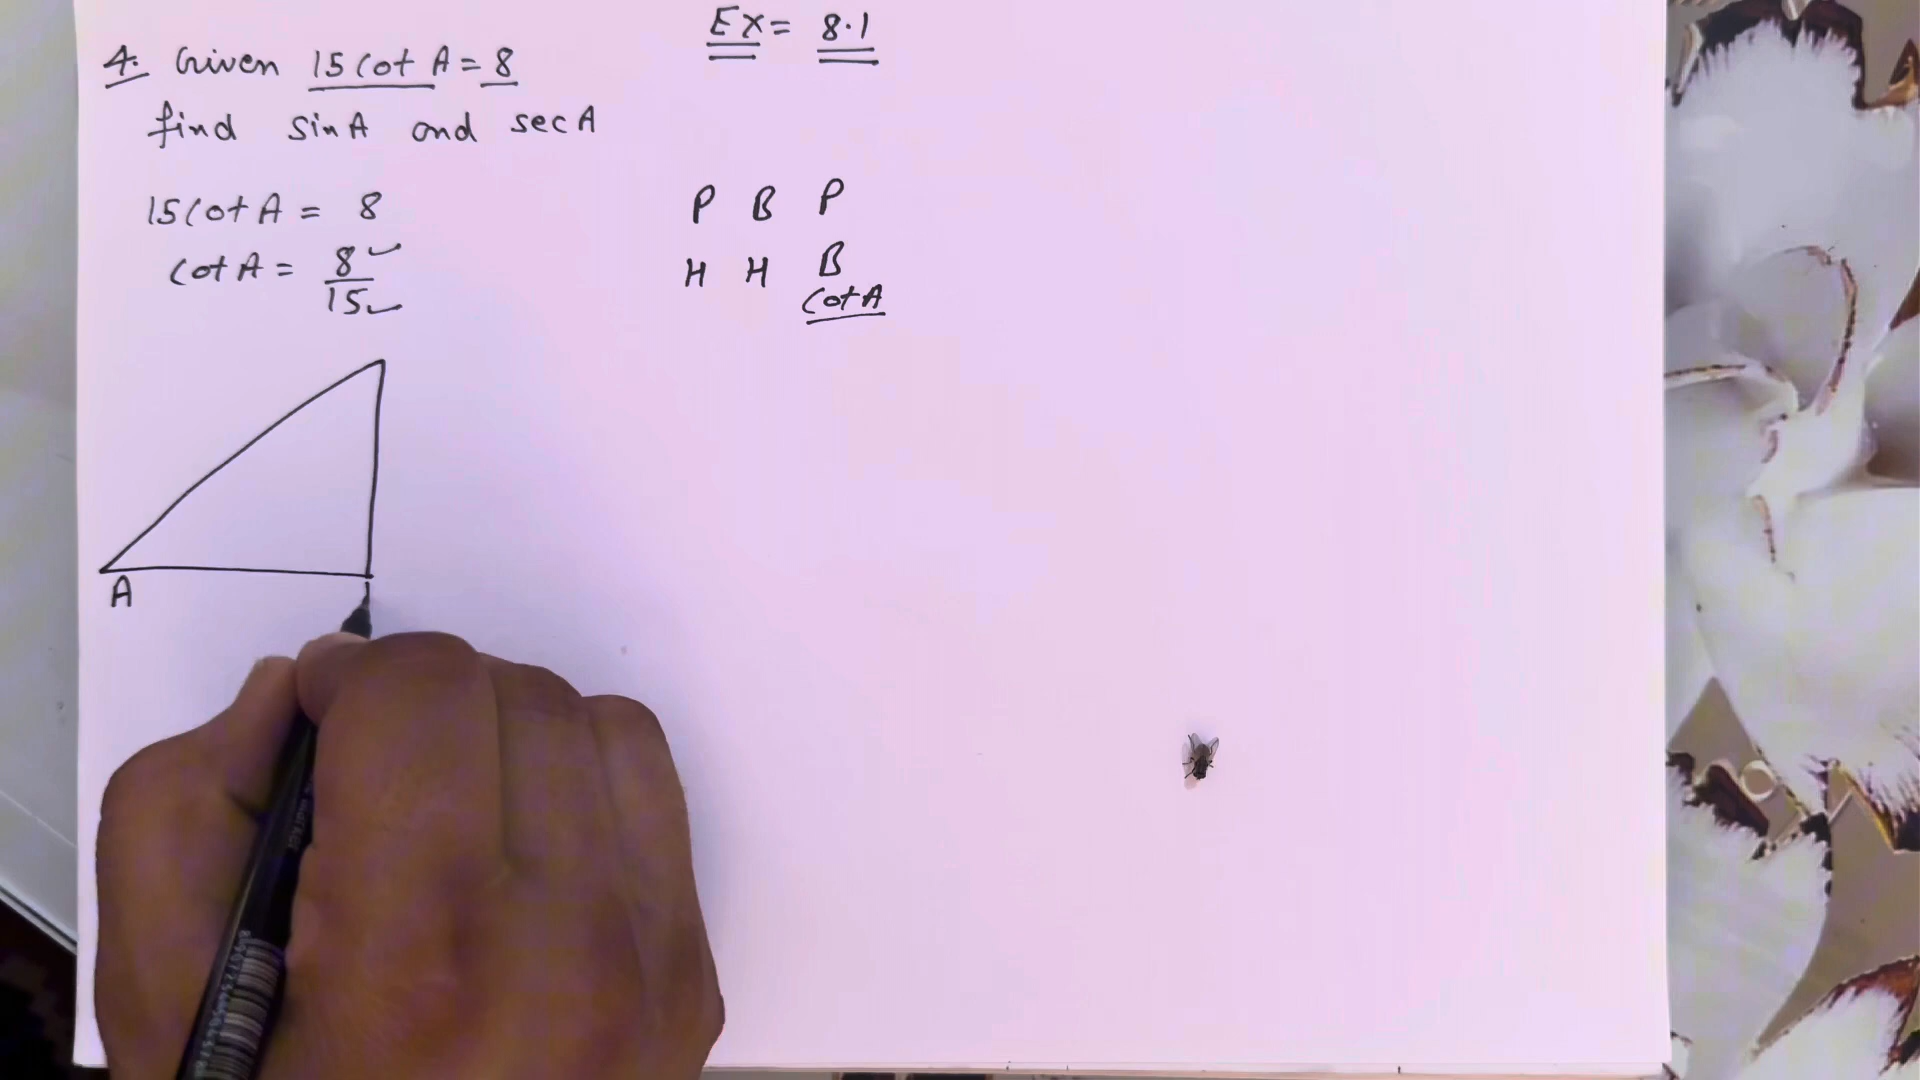 Ex = 8.1
4. Given 15 cot A = 8
find sin A and sec A
15 cot A = 8
cot A = 8
15
P B P
H H B
cot A
A